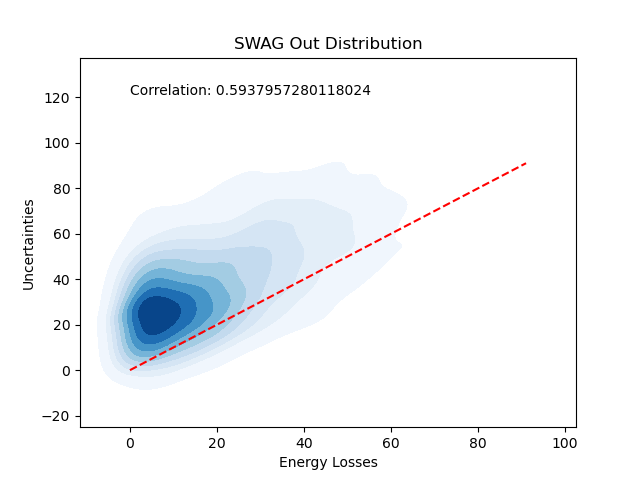 SWAG Out Distribution
Correlation: 0.5937957280118024
Uncertainties
120
100
80
60
40
20
0
−20
0 20 40 60 80 100
Energy Losses